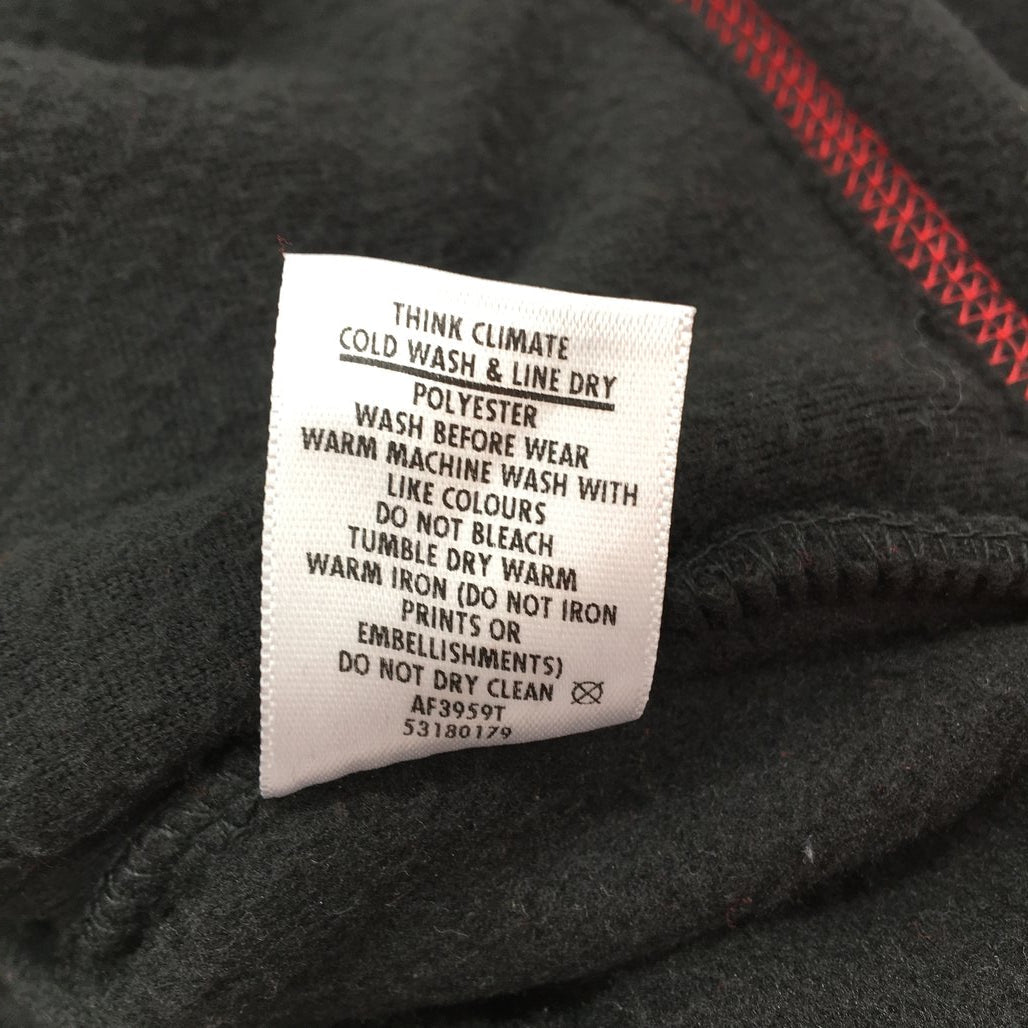 THINK CLIMATE
COLD WASH & LINE DRY
POLYESTER
WASH BEFORE WEAR
WARM MACHINE WASH WITH
LIKE COLOURS
DO NOT BLEACH
TUMBLE DRY WARM
WARM IRON (DO NOT IRON
PRINTS OR
EMBELLISHMENTS)
DO NOT DRY CLEAN
AF3959T
53180179